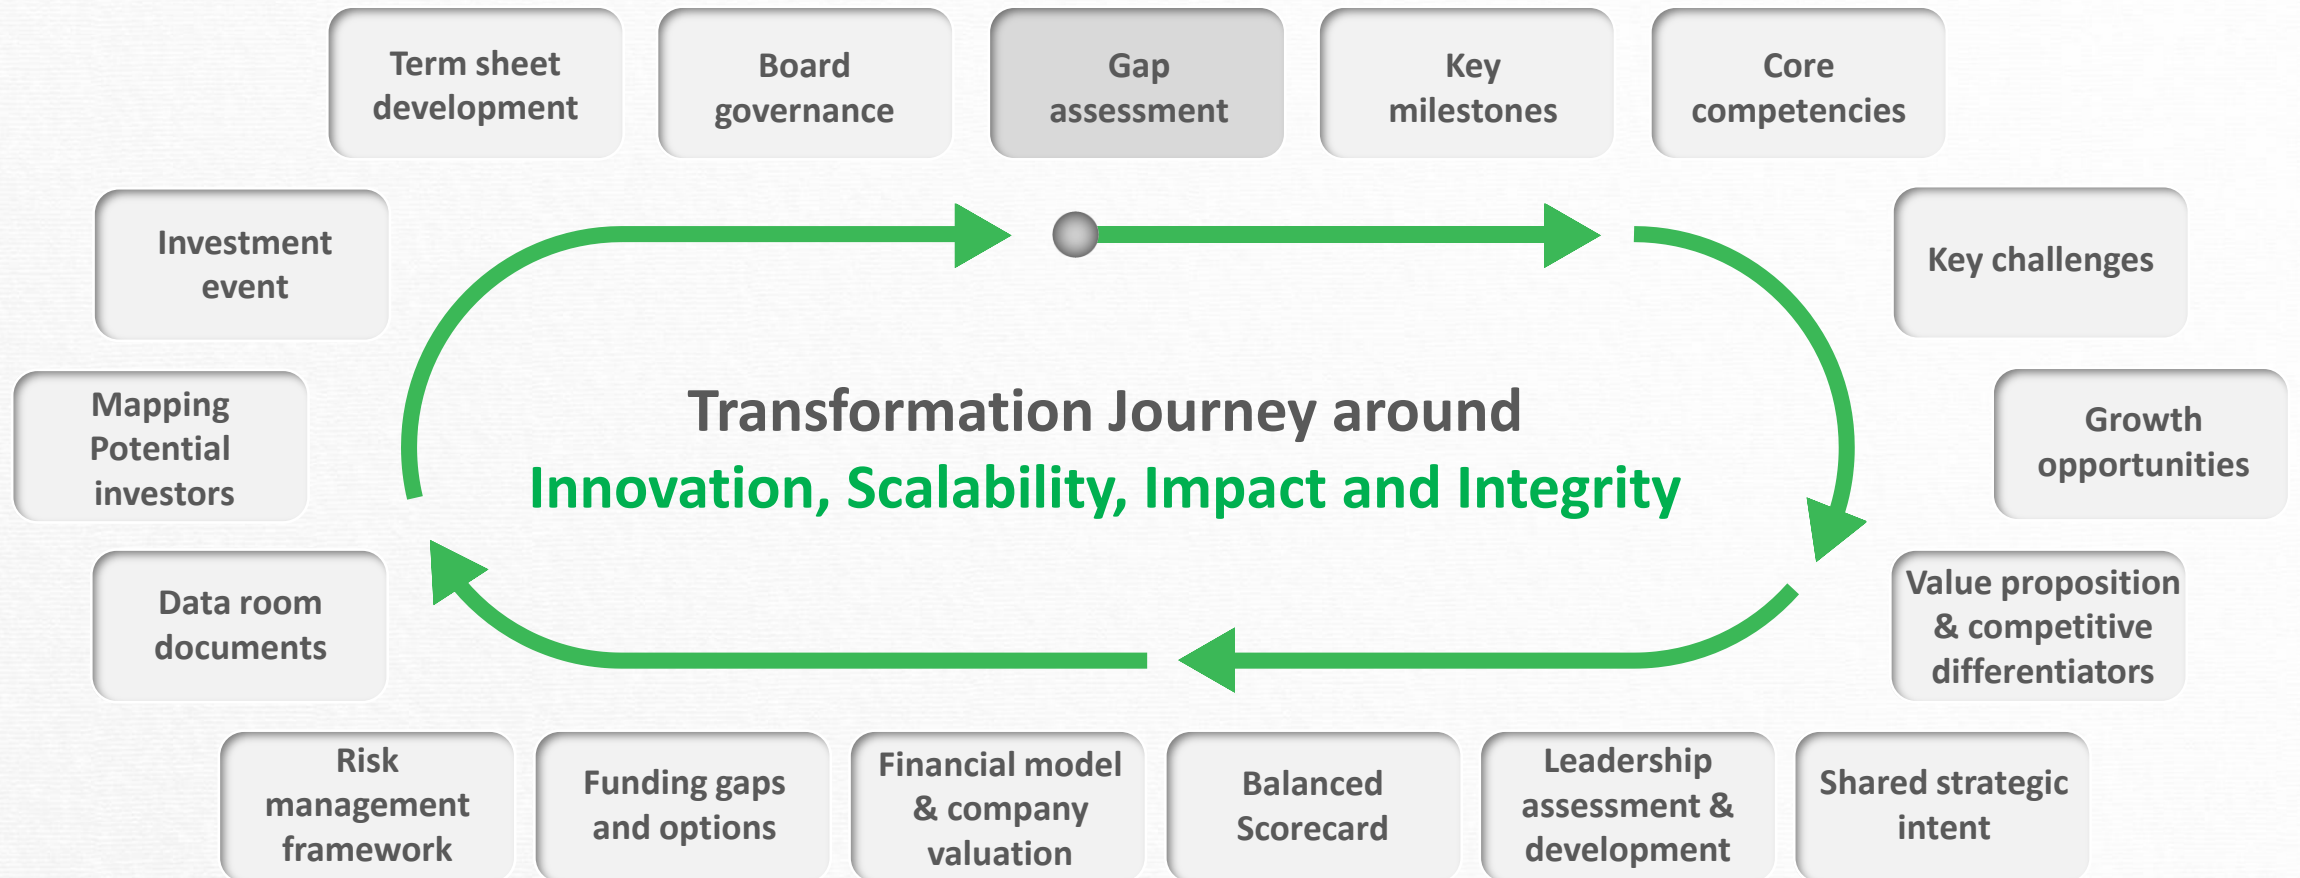 Term sheet
development
Board
governance
Gap
assessment
Key
milestones
Core
competencies
Investment
event
Key challenges
Mapping
Potential
investors
Transformation Journey around
Innovation, Scalability, Impact and Integrity
Growth
opportunities
Data room
documents
Value proposition
& competitive
differentiators
Risk
management
framework
Funding gaps
and options
Financial model
& company
valuation
Balanced
Scorecard
Leadership
assessment &
development
Shared strategic
intent